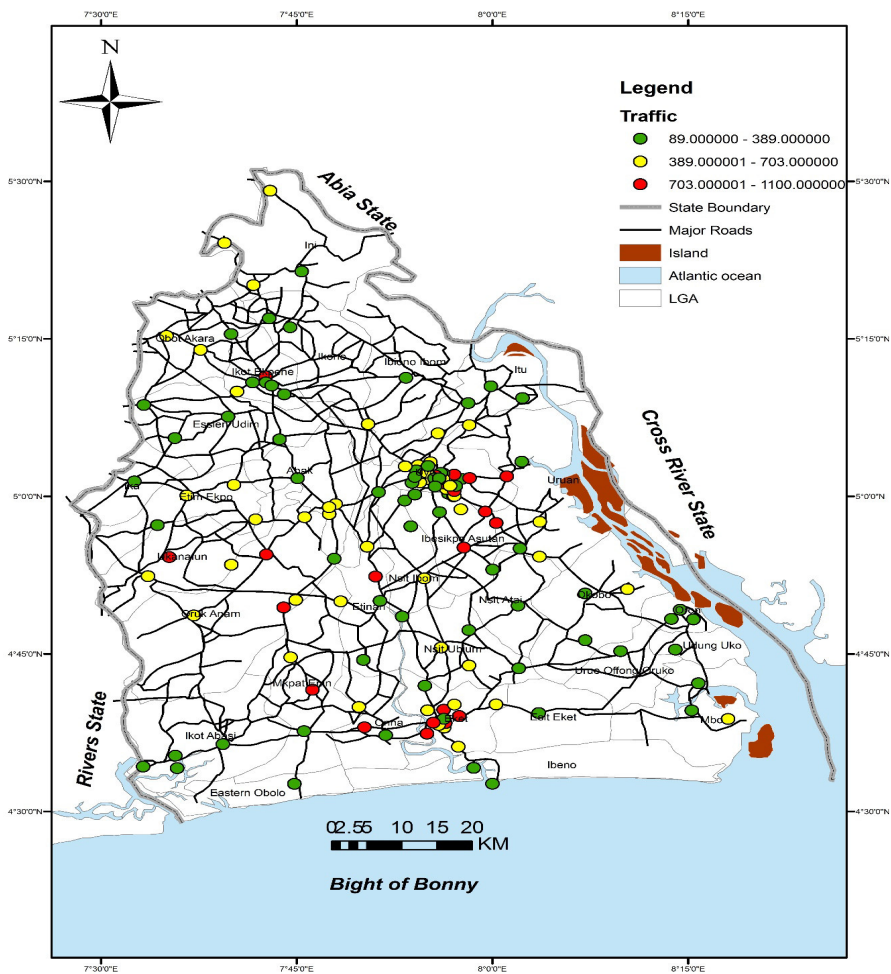 7°30'0"E 7°45'0"E 8°0'0"E 8°15'0"E
N
Legend
Traffic
89.000000 - 389.000000
389.000001 - 703.000000
703.000001 - 1100.000000
State Boundary
Major Roads
Island
Atlantic ocean
LGA
5°30'0"N 5°30'0"N
Abia State
Ini
5°15'0"N 5°15'0"N
Obot Akara
Ikono
Ibiono Ibom
Itu
Ikot Ekpene
Essien Udim
Cross River State
Abak
Uruan
Ika
5°0'0"N 5°0'0"N
Etim Ekpo
Ibesikpo Asutan
Ukanafun
Nsit Ibom
Nsit Atai
Okobo
Oron
Oruk Anam
Etinan
4°45'0"N 4°45'0"N
Nsit Ubium
Udung Uko
Urue Offong Oruko
Mkpat Enin
Rivers State
Onna
Eket
Esit Eket
Mbo
Ikot Abasi
Ibeno
Eastern Obolo
4°30'0"N 4°30'0"N
0 2.5 5 10 15 20
KM
Bight of Bonny
7°30'0"E 7°45'0"E 8°0'0"E 8°15'0"E